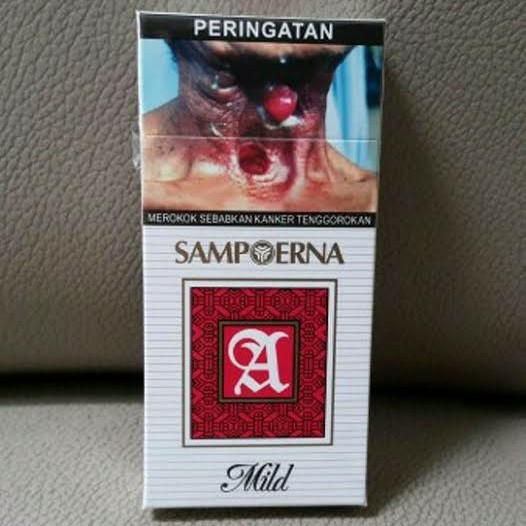 PERINGATAN
MEROKOK SEBABKAN KANKER TENGGOROKAN
SAMPOERNA
A
Mild